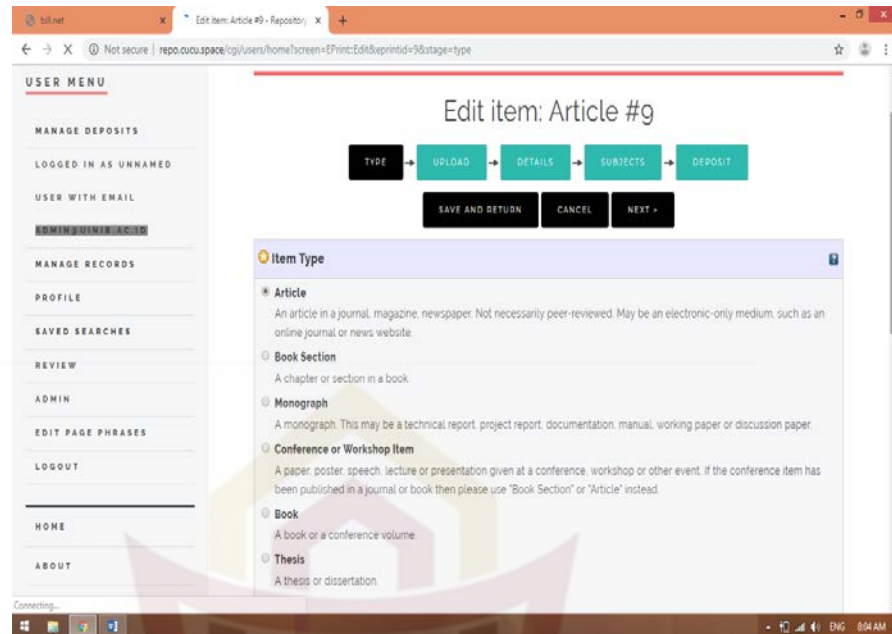 bill.net
Edit item: Article #9 - Repository
Not secure | repo.cucu.space/cgi/users/home?screen=EPrint::Edit&eprintid=9&stage=type
USER MENU
MANAGE DEPOSITS
LOGGED IN AS UNNAMED
USER WITH EMAIL
ADMIN@UINIB.AC.ID
MANAGE RECORDS
PROFILE
SAVED SEARCHES
REVIEW
ADMIN
EDIT PAGE PHRASES
LOGOUT
HOME
ABOUT
Edit item: Article #9
TYPE UPLOAD DETAILS SUBJECTS DEPOSIT
SAVE AND RETURN CANCEL NEXT >
Item Type
Article
An article in a journal, magazine, newspaper. Not necessarily peer-reviewed. May be an electronic-only medium, such as an
online journal or news website.
Book Section
A chapter or section in a book.
Monograph
A monograph. This may be a technical report, project report, documentation, manual, working paper or discussion paper.
Conference or Workshop Item
A paper, poster, speech, lecture or presentation given at a conference, workshop or other event. If the conference item has
been published in a journal or book then please use "Book Section" or "Article" instead.
Book
A book or a conference volume.
Thesis
A thesis or dissertation.
Connecting...
ENG 8:04 AM